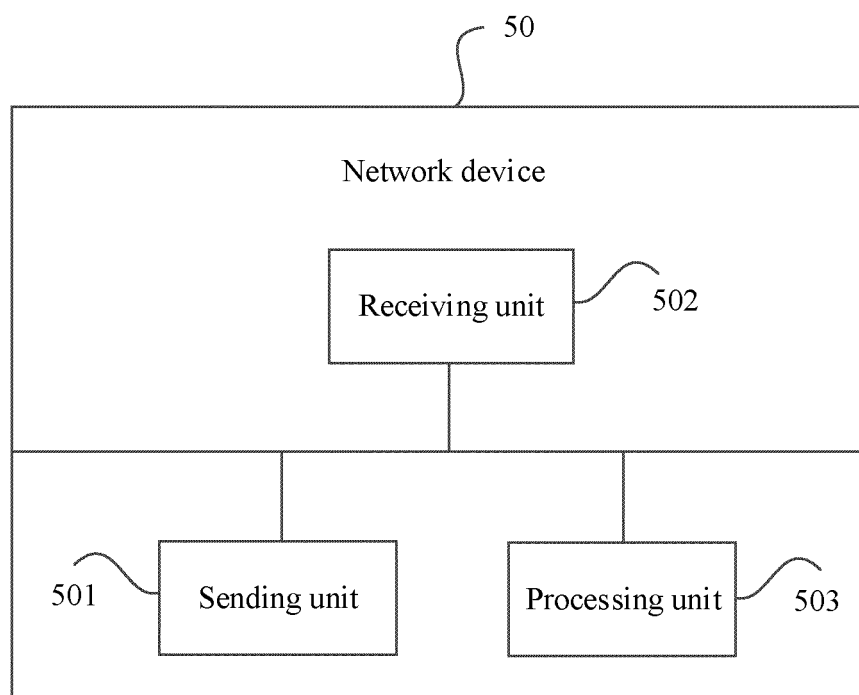 50
Network device
Receiving unit
502
501
Sending unit
Processing unit
503